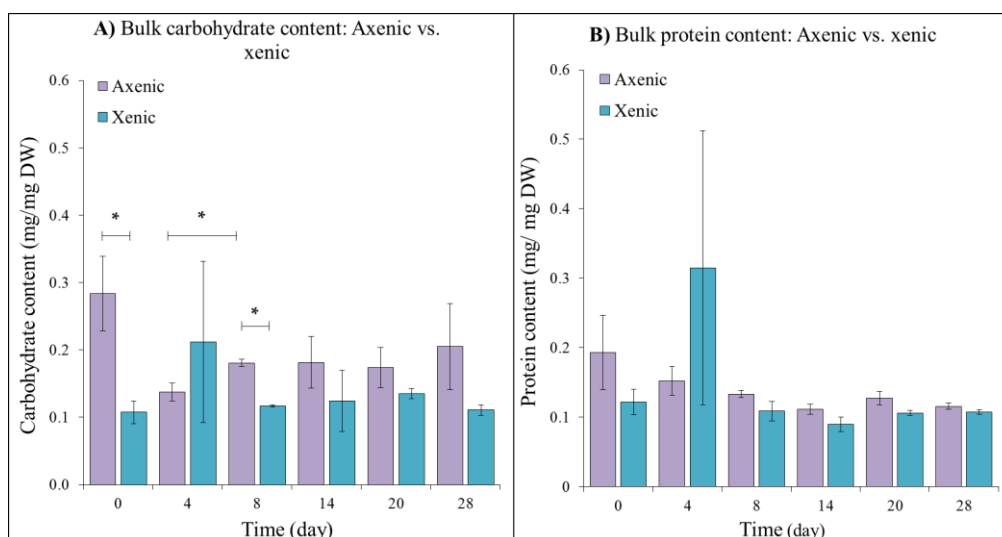 A) Bulk carbohydrate content: Axenic vs.
xenic
0.6
0.5
0.4
0.3
0.2
0.1
0.0
Carbohydrate content (mg/mg DW)
Axenic
Xenic
*
*
*
0 4 8 14 20 28
Time (day)
B) Bulk protein content: Axenic vs. xenic
0.6
0.5
0.4
0.3
0.2
0.1
0
Protein content (mg/ mg DW)
Axenic
Xenic
0 4 8 14 20 28
Time (day)